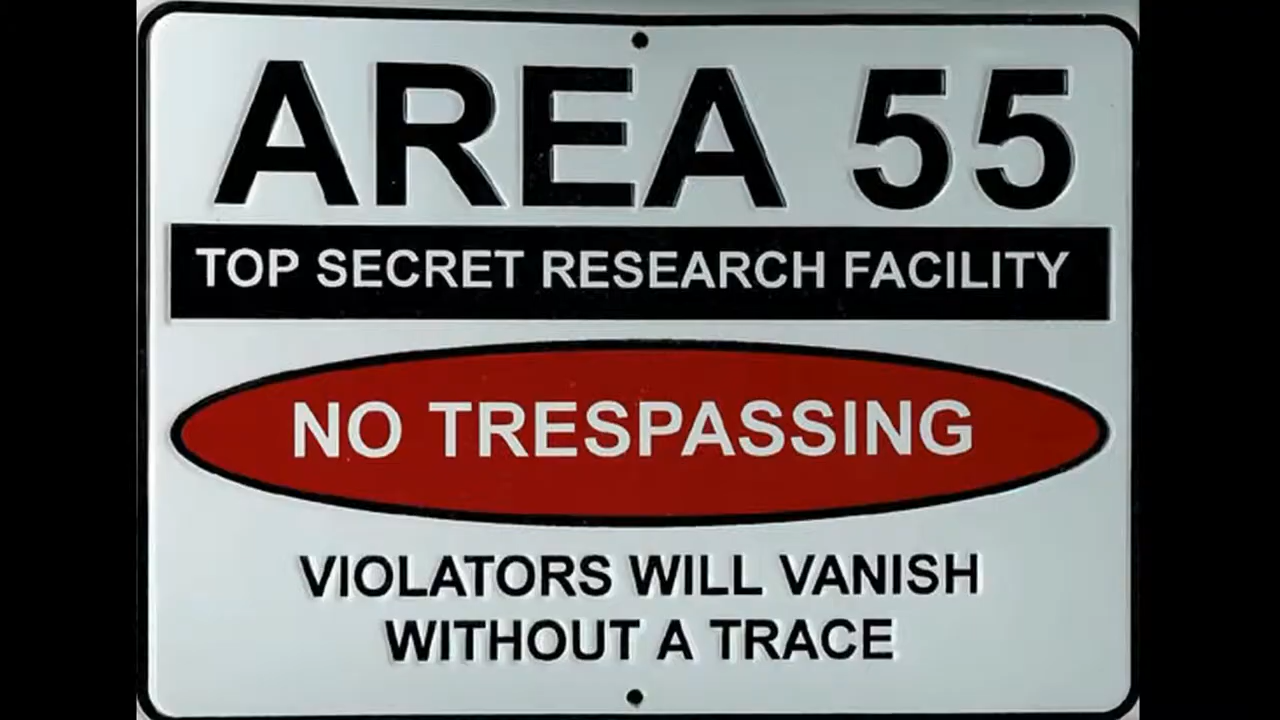 AREA 55
TOP SECRET RESEARCH FACILITY
NO TRESPASSING
VIOLATORS WILL VANISH
WITHOUT A TRACE